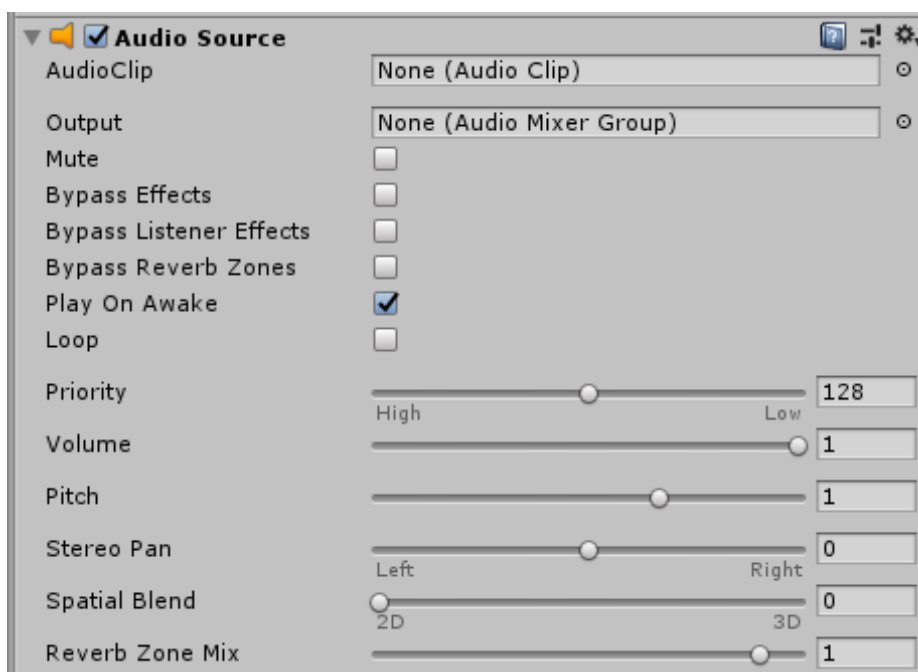 Audio Source
AudioClip None (Audio Clip)
Output None (Audio Mixer Group)
Mute
Bypass Effects
Bypass Listener Effects
Bypass Reverb Zones
Play On Awake
Loop
Priority 128
High Low
Volume 1
Pitch 1
Stereo Pan 0
Left Right
Spatial Blend 0
2D 3D
Reverb Zone Mix 1